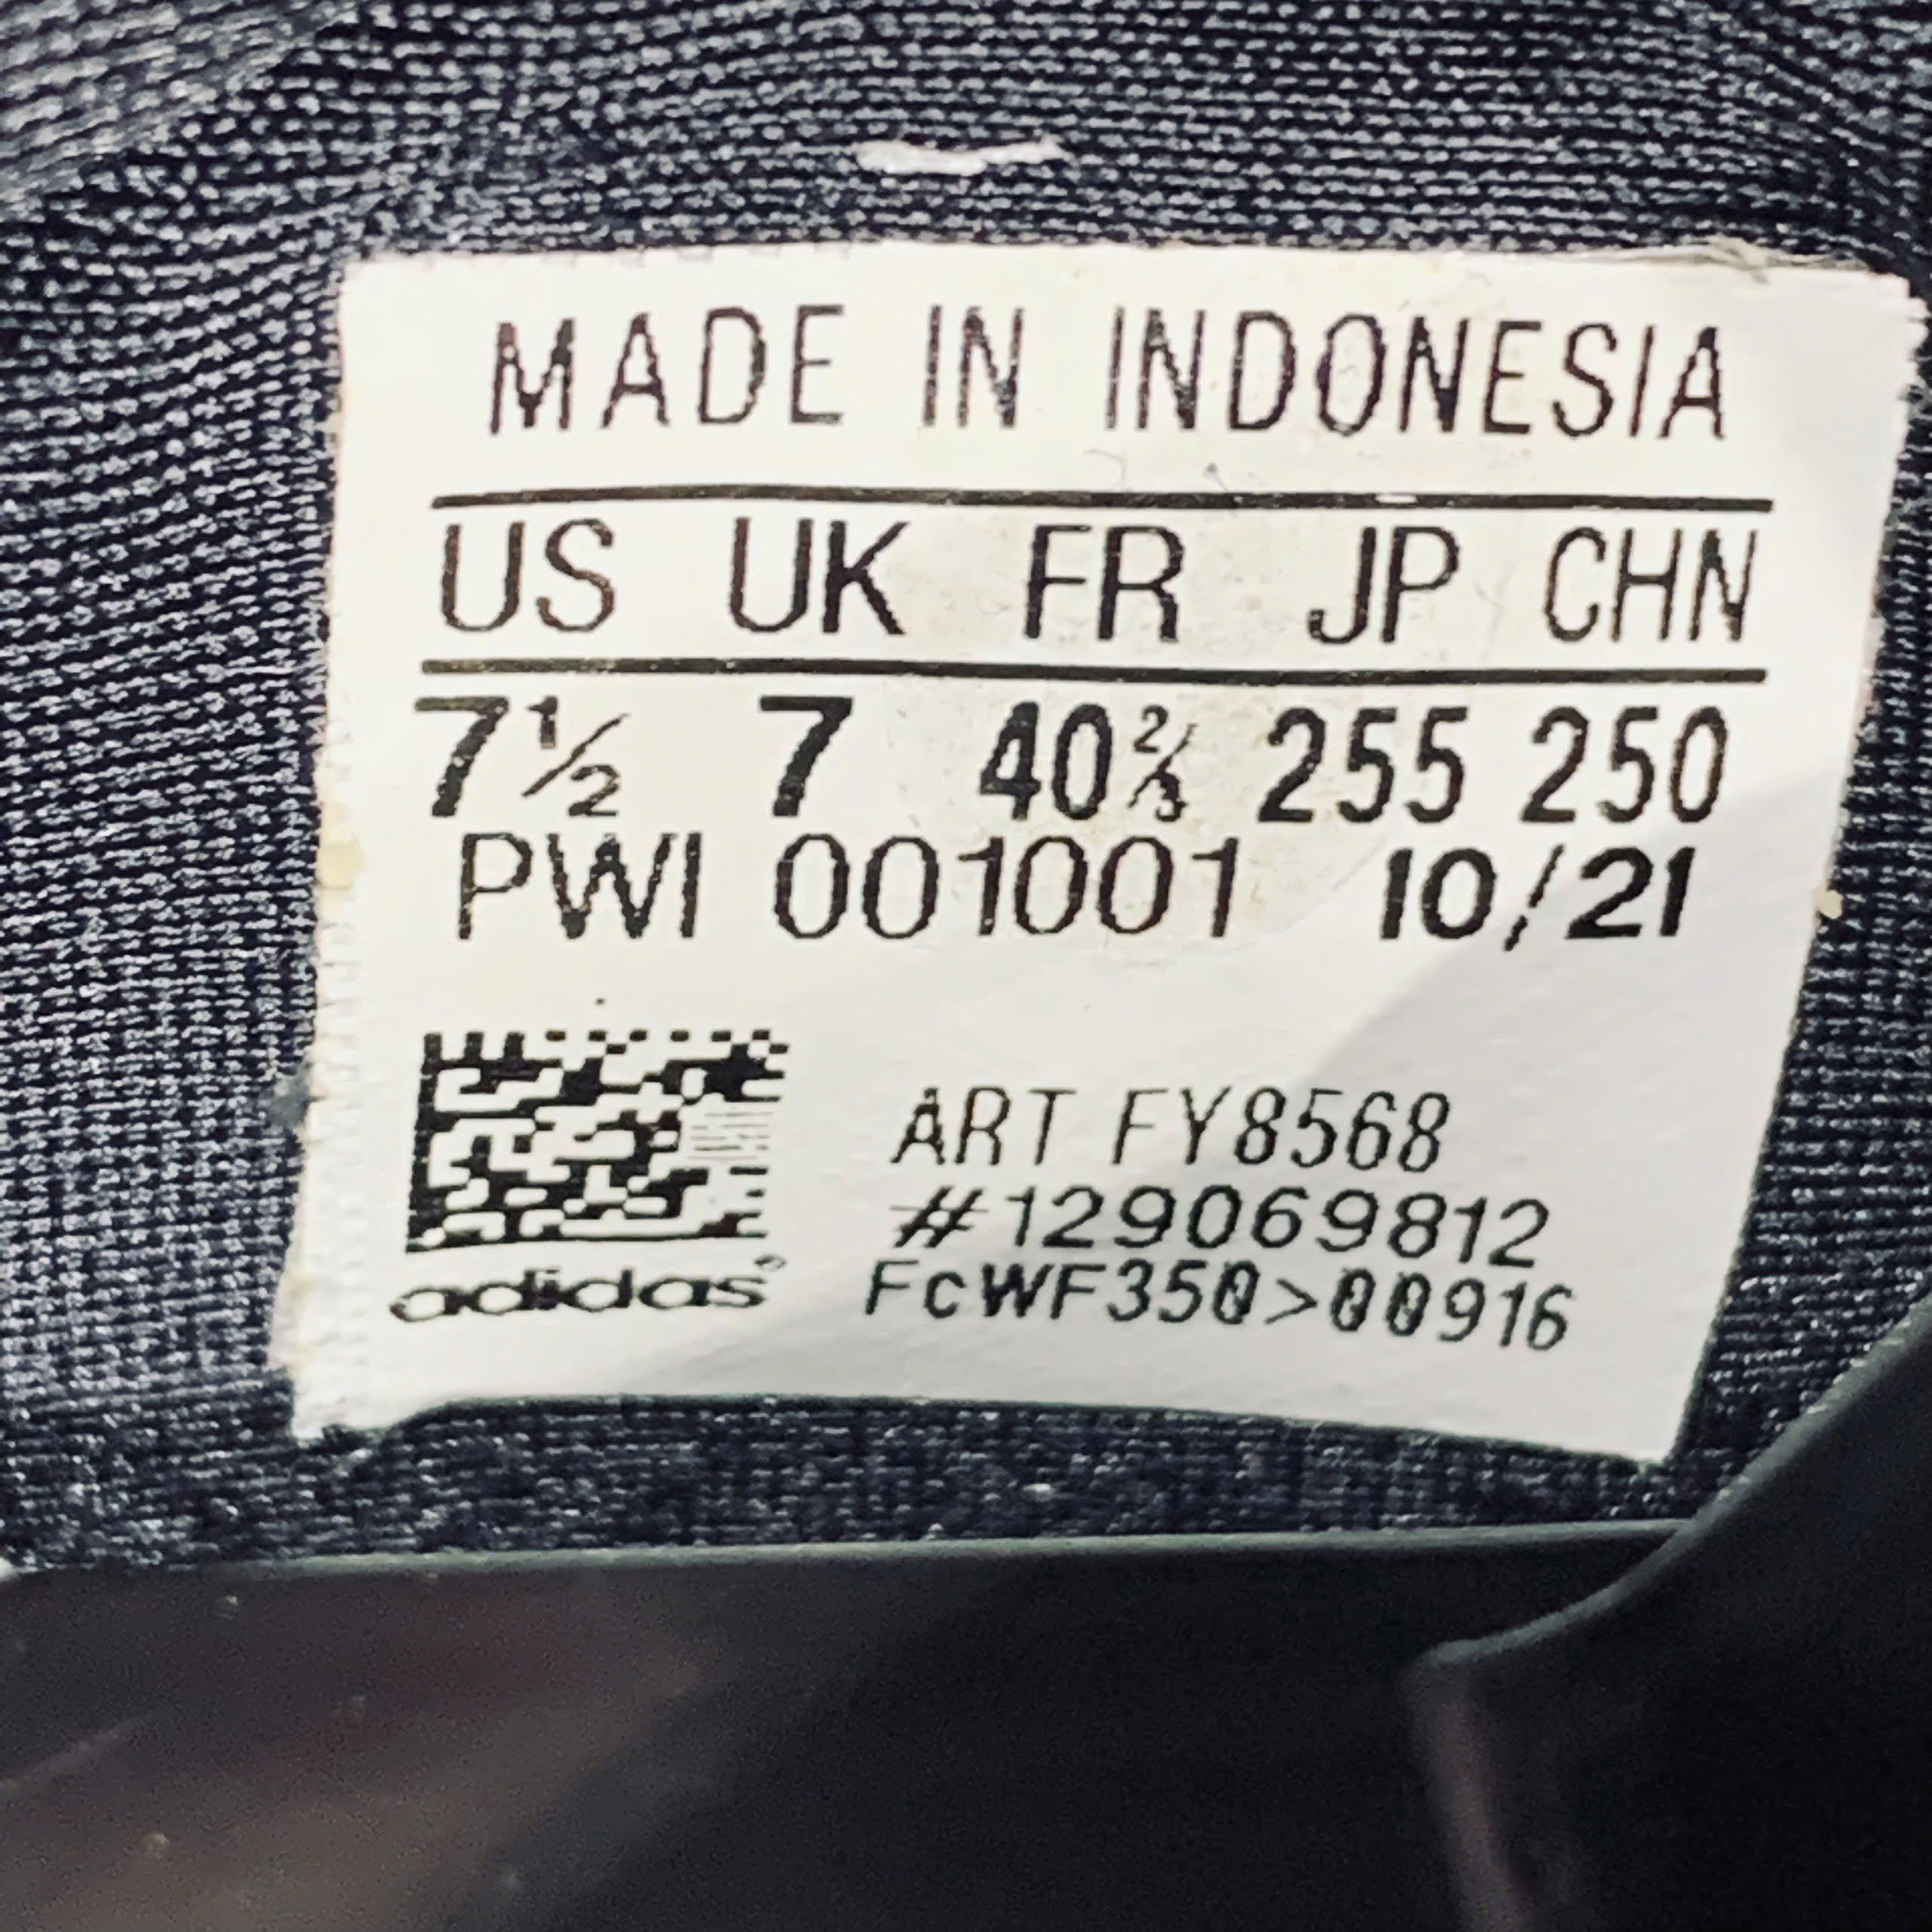 MADE IN INDONESIA
US UK FR JP CHN
7½ 7 40⅔ 255 250
PWI 001001 10/21
ART FY8568
#129069812
adidas FcWF350>00916